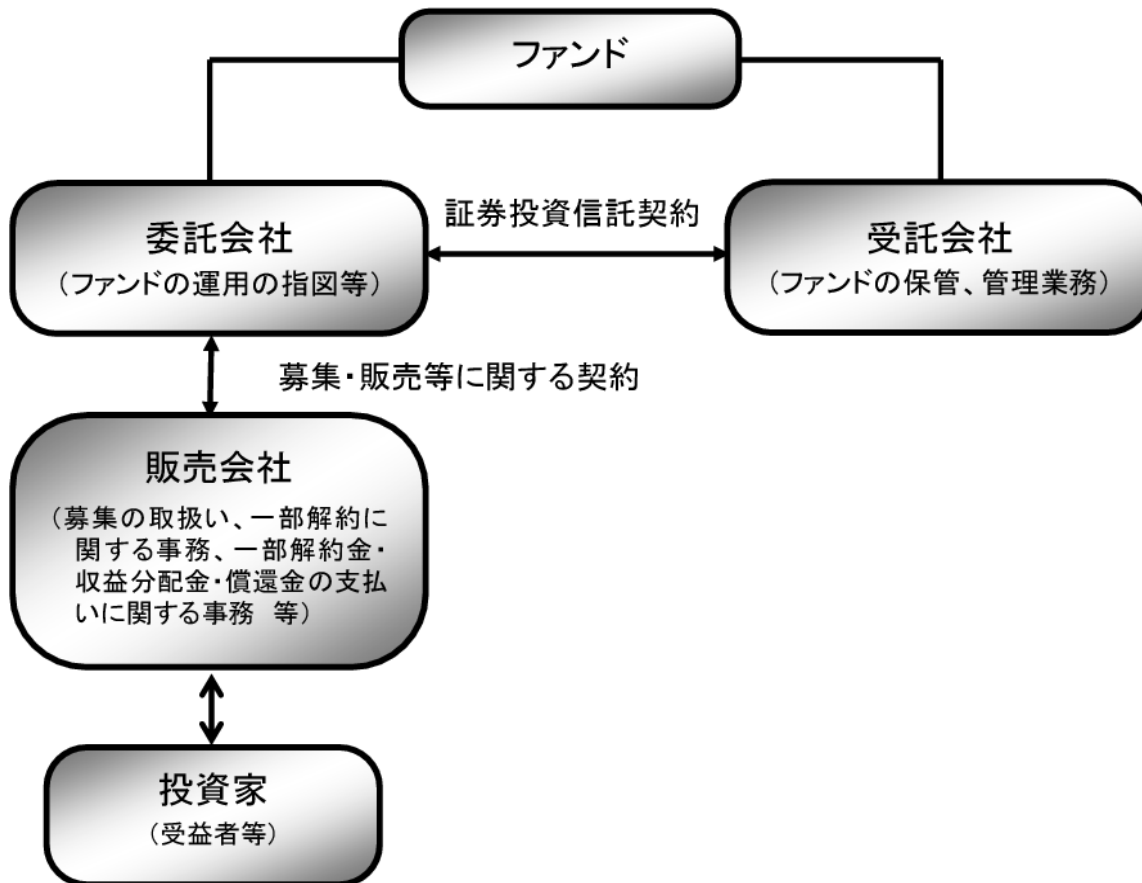 ファンド
委託会社
（ファンドの運用の指図等）
証券投資信託契約
受託会社
（ファンドの保管、管理業務）
募集・販売等に関する契約
販売会社
（募集の取扱い、一部解約に
関する事務、一部解約金・
収益分配金・償還金の支払
いに関する事務　等）
投資家
（受益者等）